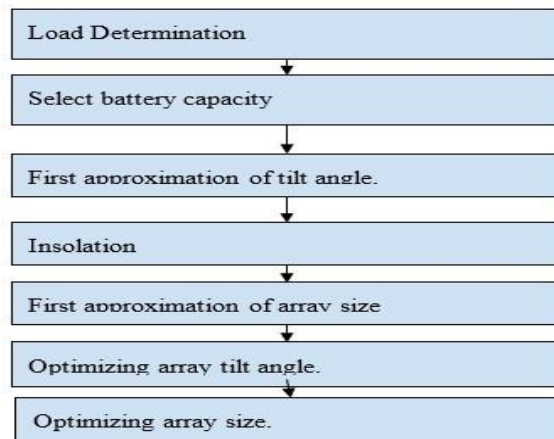 Load Determination
Select battery capacity
First approximation of tilt angle.
Insolation
First approximation of array size
Optimizing array tilt angle.
Optimizing array size.